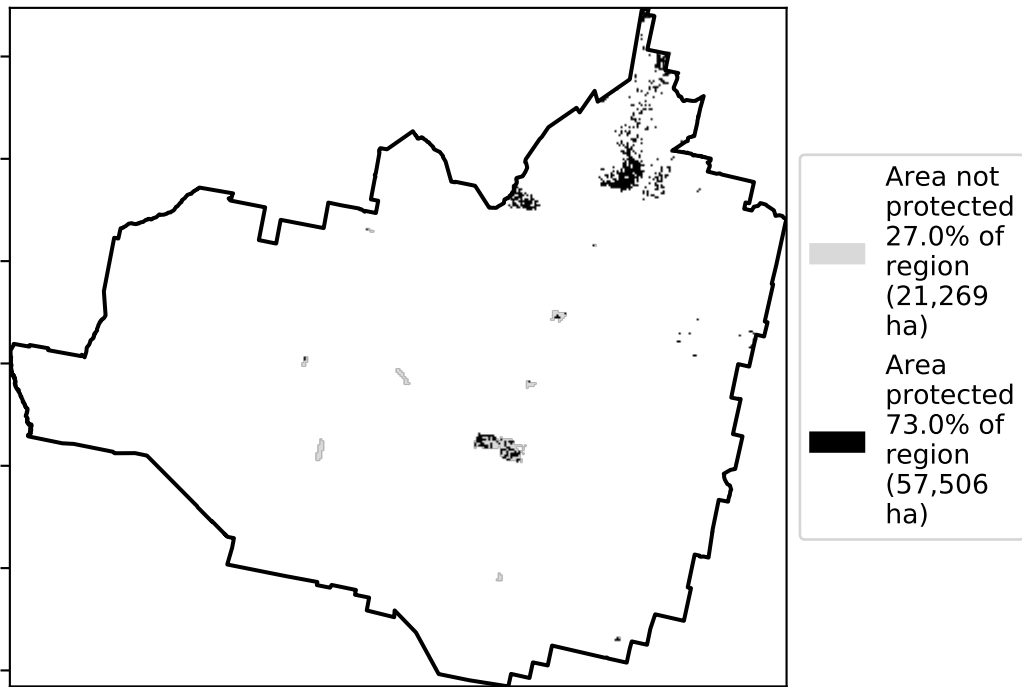 Area not
protected
27.0% of
region
(21,269
ha)
Area
protected
73.0% of
region
(57,506
ha)